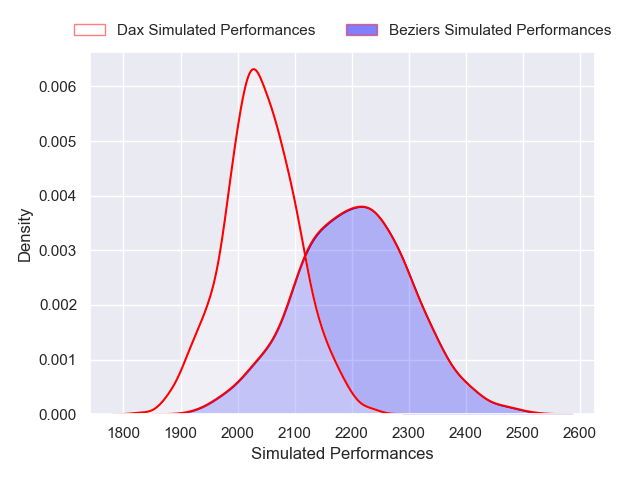 Dax Simulated Performances Beziers Simulated Performances
0.006
0.005
0.004
0.003
0.002
0.001
0.000
Density
1800 1900 2000 2100 2200 2300 2400 2500 2600
Simulated Performances